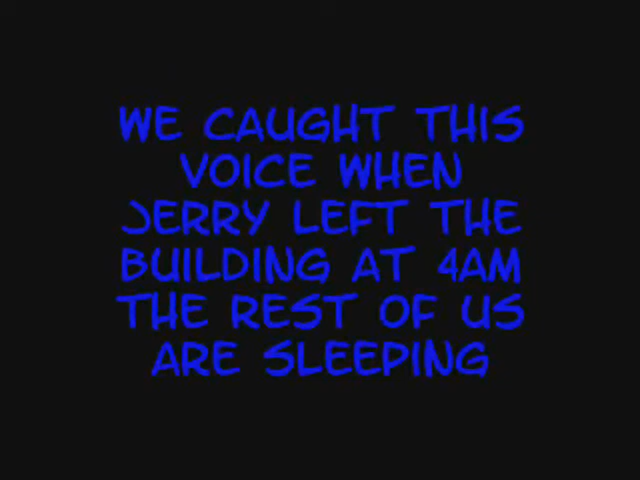 WE CAUGHT THIS
VOICE WHEN
JERRY LEFT THE
BUILDING AT 4AM
THE REST OF US
ARE SLEEPING